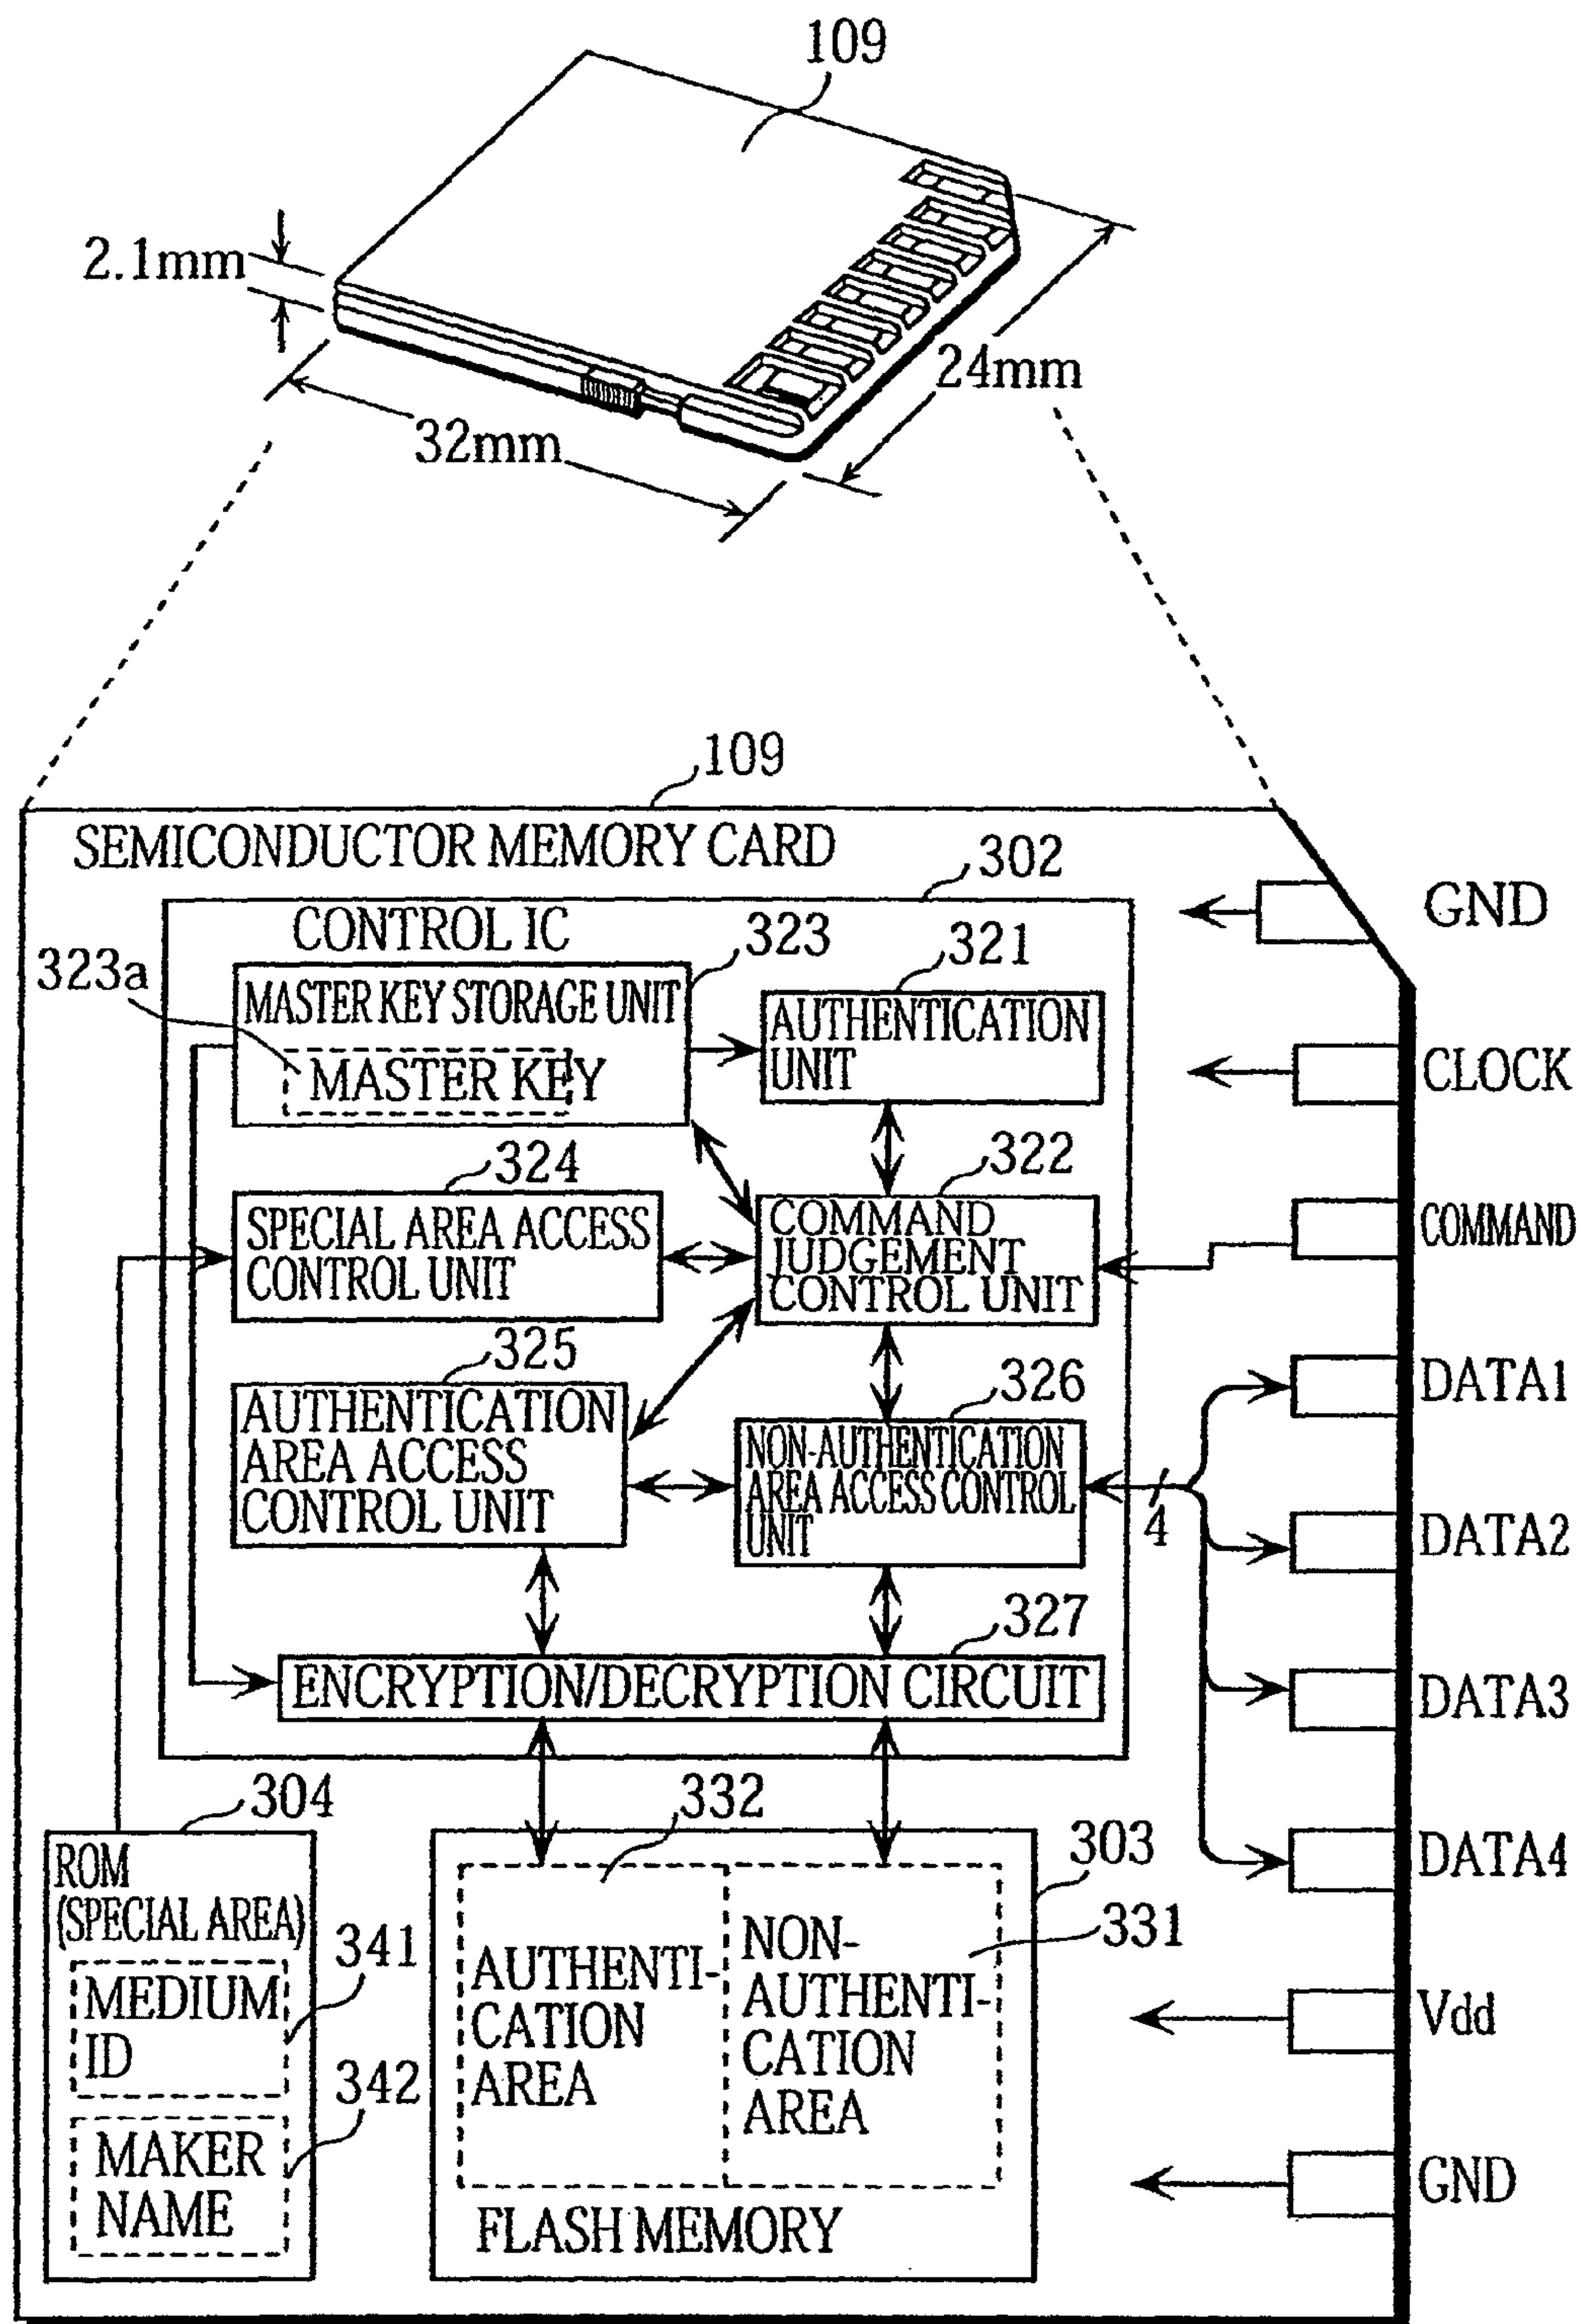 109
2.1mm
24mm
32mm
109
SEMICONDUCTOR MEMORY CARD
302
CONTROL IC
323
321
323a
MASTER KEY STORAGE UNIT
MASTER KEY
AUTHENTICATION
UNIT
324
322
SPECIAL AREA ACCESS
CONTROL UNIT
COMMAND
JUDGEMENT
CONTROL UNIT
325
326
AUTHENTICATION
AREA ACCESS
CONTROL UNIT
NON-AUTHENTICATION
AREA ACCESS CONTROL
UNIT
4
327
ENCRYPTION/DECRYPTION CIRCUIT
304
ROM
(SPECIAL AREA)
341
MEDIUM
ID
342
MAKER
NAME
332
303
331
AUTHENTI-
CATION
AREA
NON-
AUTHENTI-
CATION
AREA
FLASH MEMORY
GND
CLOCK
COMMAND
DATA1
DATA2
DATA3
DATA4
Vdd
GND